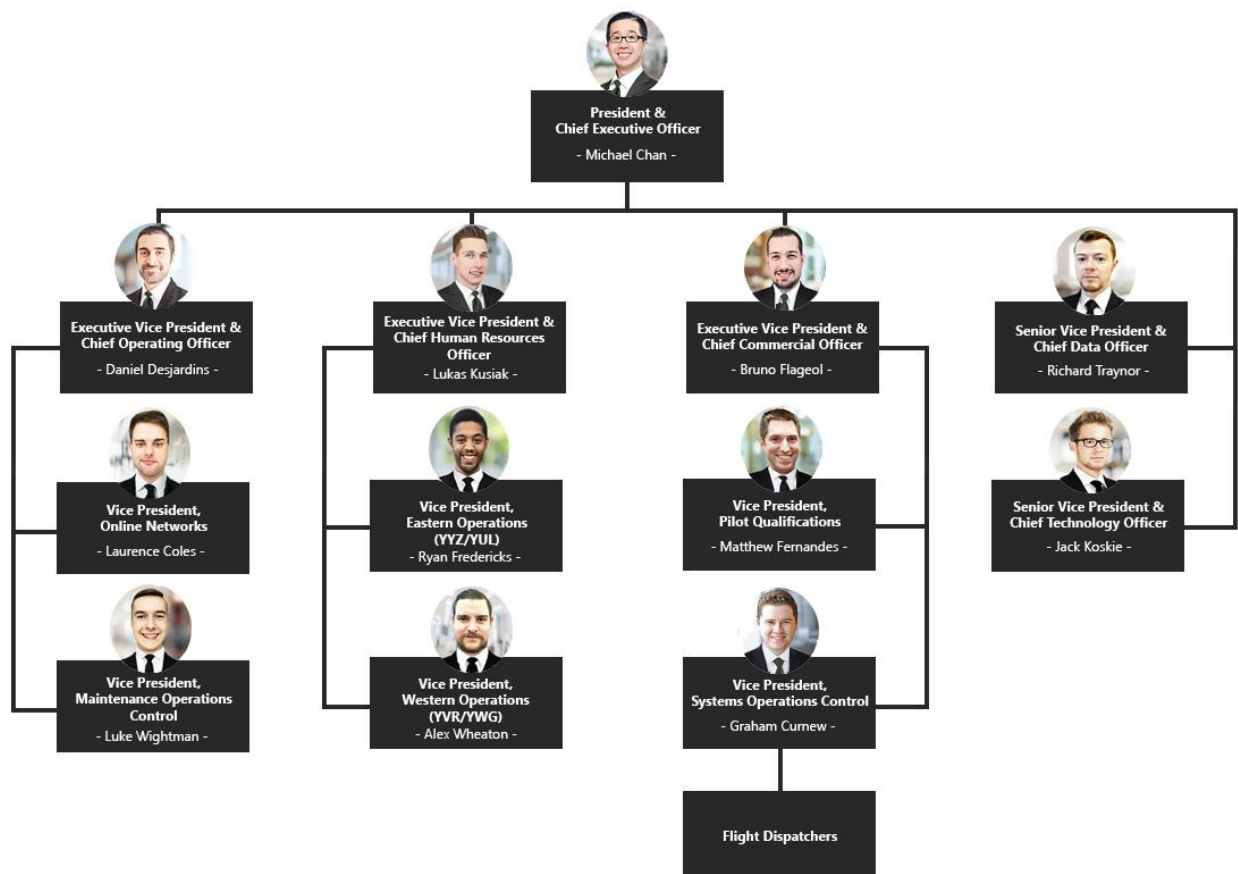 President &
Chief Executive Officer
- Michael Chan -
Executive Vice President &
Chief Operating Officer
- Daniel Desjardins -
Executive Vice President &
Chief Human Resources
Officer
- Lukas Kusiak -
Executive Vice President &
Chief Commercial Officer
- Bruno Flageol -
Senior Vice President &
Chief Data Officer
- Richard Traynor -
Vice President,
Online Networks
- Laurence Coles -
Vice President,
Eastern Operations
(YYZ/YUL)
- Ryan Fredericks -
Vice President,
Pilot Qualifications
- Matthew Fernandes -
Senior Vice President &
Chief Technology Officer
- Jack Koskie -
Vice President,
Maintenance Operations
Control
- Luke Wightman -
Vice President,
Western Operations
(YVR/YWG)
- Alex Wheaton -
Vice President,
Systems Operations Control
- Graham Curnew -
Flight Dispatchers